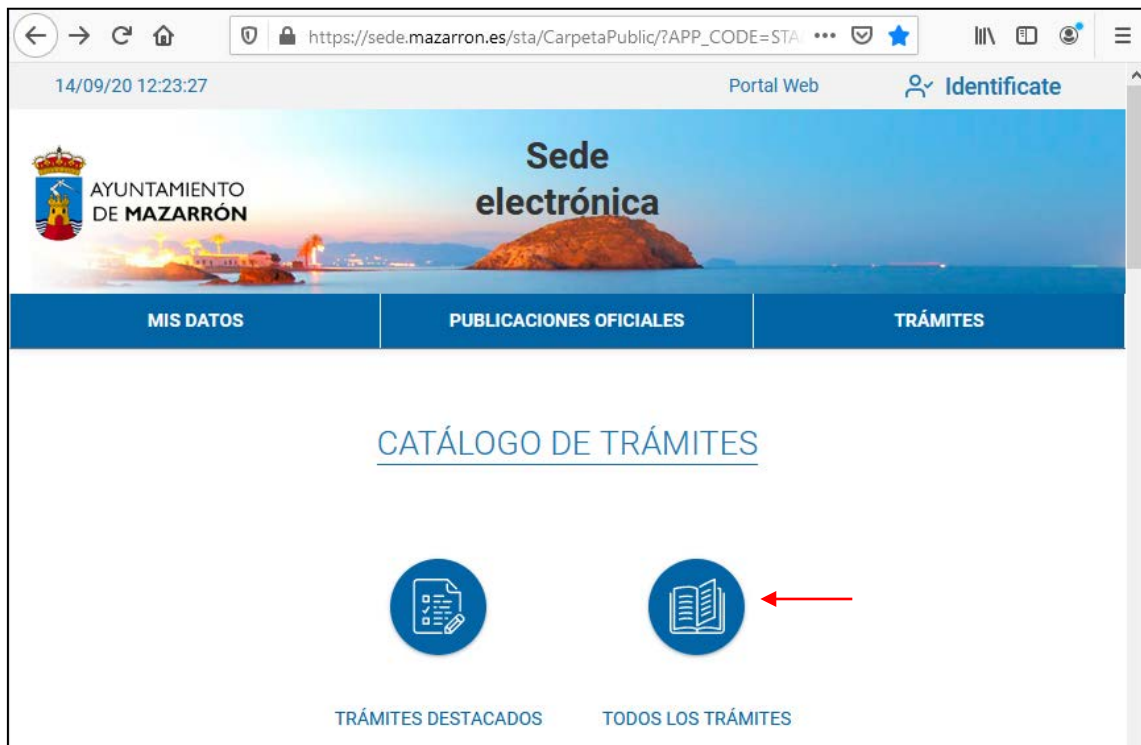 https://sede.mazarron.es/sta/CarpetaPublic/?APP_CODE=STA
14/09/20 12:23:27
Portal Web
Identificate
AYUNTAMIENTO
DE MAZARRÓN
Sede
electrónica
MIS DATOS
PUBLICACIONES OFICIALES
TRÁMITES
CATÁLOGO DE TRÁMITES
TRÁMITES DESTACADOS
TODOS LOS TRÁMITES